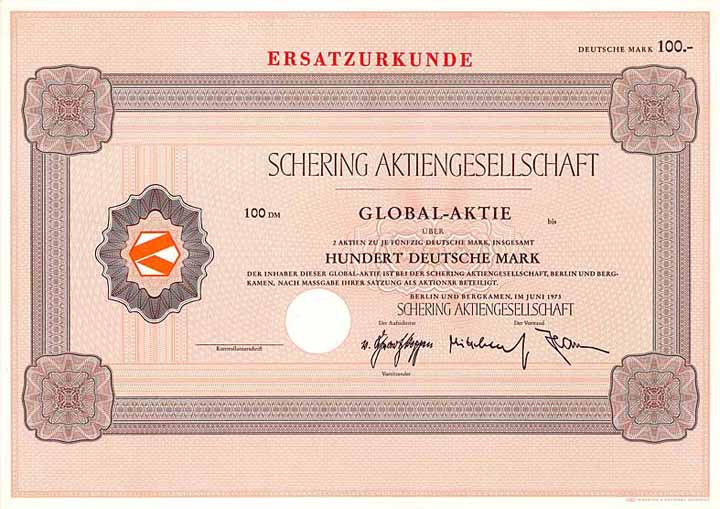 ERSATZURKUNDE
DEUTSCHE MARK 100.-
SCHERING AKTIENGESELLSCHAFT
100 DM GLOBAL-AKTIE bis
ÜBER
2 AKTIEN ZU JE FÜNFZIG DEUTSCHE MARK, INSGESAMT
HUNDERT DEUTSCHE MARK
DER INHABER DIESER GLOBAL-AKTIE IST BEI DER SCHERING AKTIENGESELLSCHAFT, BERLIN UND BERG-
KAMEN, NACH MASSGABE IHRER SATZUNG ALS AKTIONÄR BETEILIGT.
BERLIN UND BERGKAMEN, IM JUNI 1973
SCHERING AKTIENGESELLSCHAFT
Der Aufsichtsrat Der Vorstand
Kontrollunterschrift
Vorsitzender